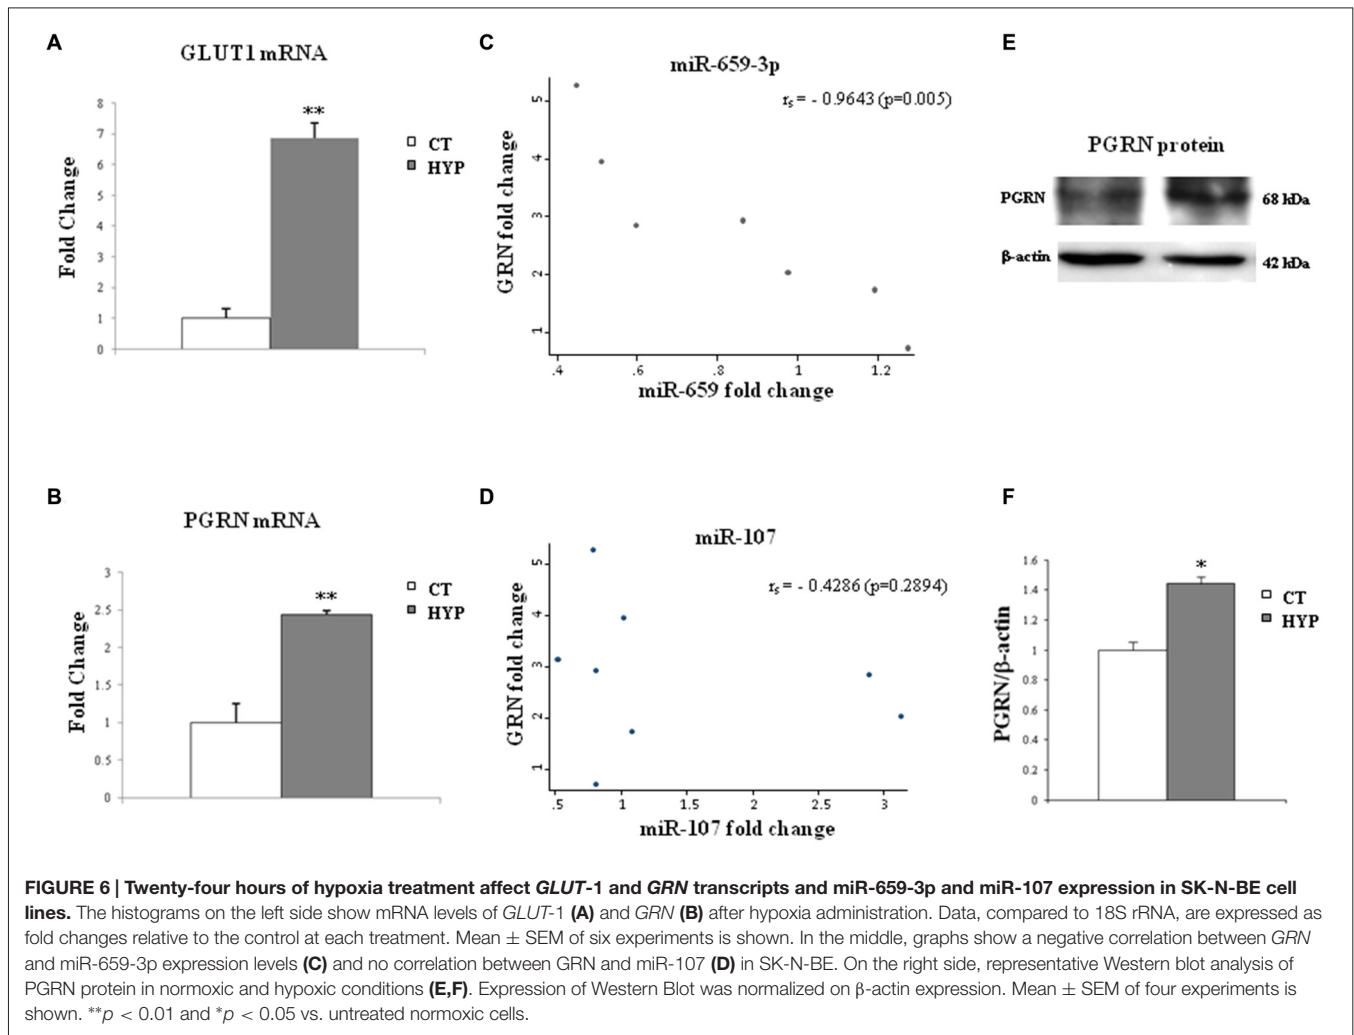 A
GLUT1 mRNA
8
7
6
5
4
3
2
1
0
Fold Change
**
CT
HYP
C
miR-659-3p
rs = - 0.9643 (p=0.005)
5
4
3
2
1
GRN fold change
.4 .6 .8 1 1.2
miR-659 fold change
E
PGRN protein
PGRN 68 kDa
β-actin 42 kDa
B
PGRN mRNA
3
2.5
2
1.5
1
0.5
0
Fold Change
**
CT
HYP
D
miR-107
rs = - 0.4286 (p=0.2894)
5
4
3
2
1
GRN fold change
.5 1 1.5 2 2.5 3
miR-107 fold change
F
1.6
1.4
1.2
1
0.8
0.6
0.4
0.2
0
PGRN/β-actin
*
CT
HYP
FIGURE 6 | Twenty-four hours of hypoxia treatment affect GLUT-1 and GRN transcripts and miR-659-3p and miR-107 expression in SK-N-BE cell
lines. The histograms on the left side show mRNA levels of GLUT-1 (A) and GRN (B) after hypoxia administration. Data, compared to 18S rRNA, are expressed as
fold changes relative to the control at each treatment. Mean ± SEM of six experiments is shown. In the middle, graphs show a negative correlation between GRN
and miR-659-3p expression levels (C) and no correlation between GRN and miR-107 (D) in SK-N-BE. On the right side, representative Western blot analysis of
PGRN protein in normoxic and hypoxic conditions (E,F). Expression of Western Blot was normalized on β-actin expression. Mean ± SEM of four experiments is
shown. **p < 0.01 and *p < 0.05 vs. untreated normoxic cells.